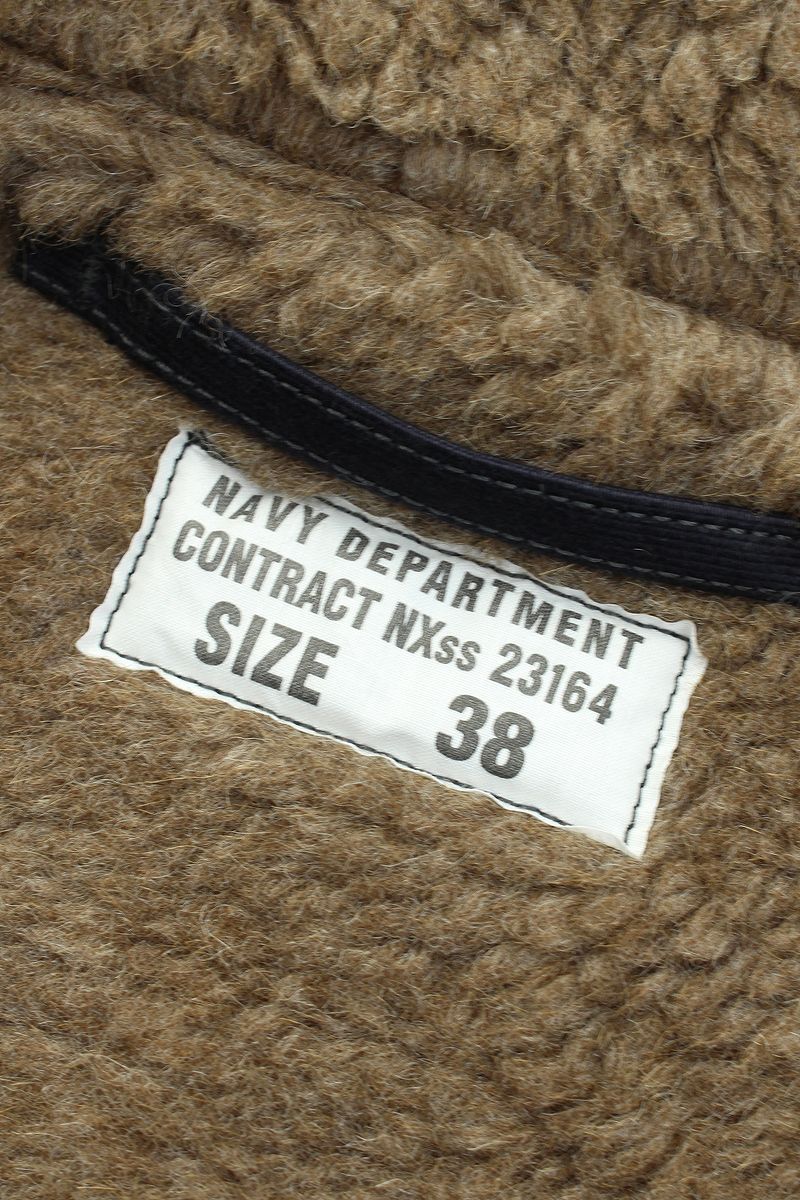 NAVY DEPARTMENT
CONTRACT NXss 23164
SIZE 38